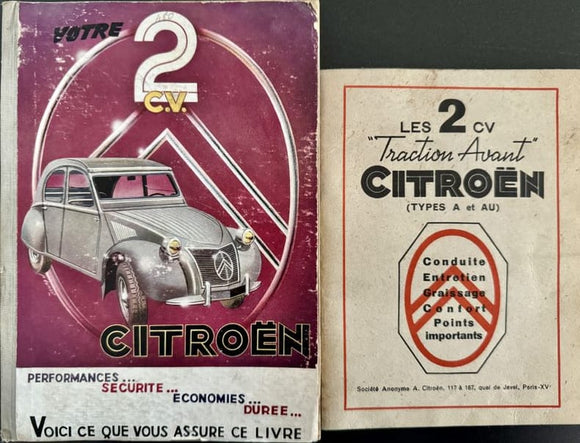 VOTRE
2
C.V.
CITROËN
PERFORMANCES...
SÉCURITÉ...
ÉCONOMIES...
DURÉE...
VOICI CE QUE VOUS ASSURE CE LIVRE
LES 2 CV
"Traction Avant"
CITROËN
(TYPES A et AU)
Conduite
Entretien
Graissage
Confort
Points
importants
Société Anonyme A. Citroën, 117 à 167, quai de Javel, Paris-XVᵉ